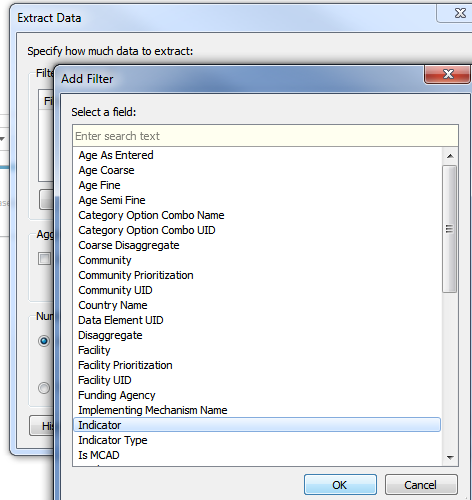 Extract Data
Specify how much data to extract:
Filte
Add Filter
Fi
Select a field:
Enter search text
Age As Entered
Age Coarse
Age Fine
Age Semi Fine
Category Option Combo Name
Category Option Combo UID
Coarse Disaggregate
Community
Community Prioritization
Community UID
Country Name
Data Element UID
Disaggregate
Facility
Facility Prioritization
Facility UID
Funding Agency
Implementing Mechanism Name
Indicator
Indicator Type
Is MCAD
Agg
Num
His
OK
Cancel